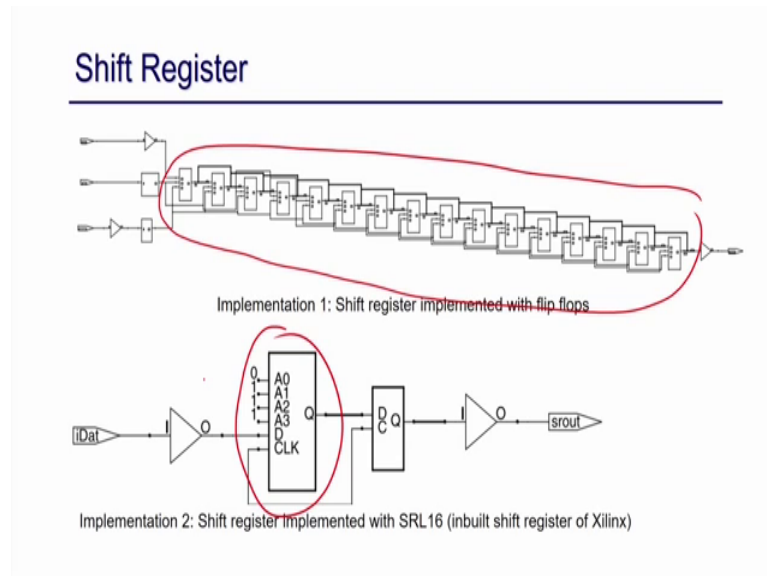 Shift Register
Implementation 1: Shift register implemented with flip flops
0 A0
1 A1
1 A2
1 A3
D
CLK
Q
iDat
I
O
D
C
Q
I
O
srout
Implementation 2: Shift register implemented with SRL16 (inbuilt shift register of Xilinx)